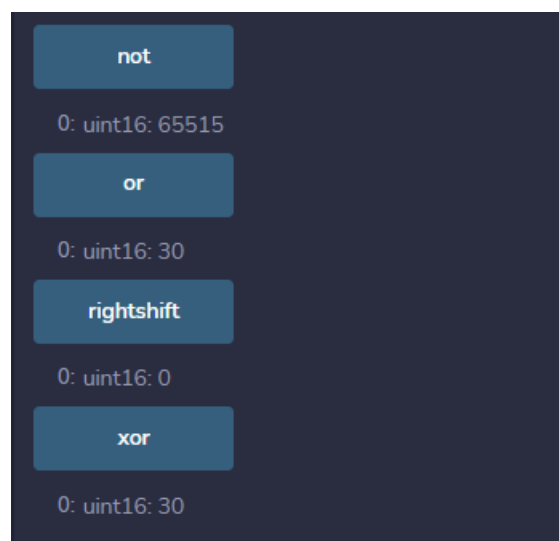 not
0: uint16: 65515
or
0: uint16: 30
rightshift
0: uint16: 0
xor
0: uint16: 30